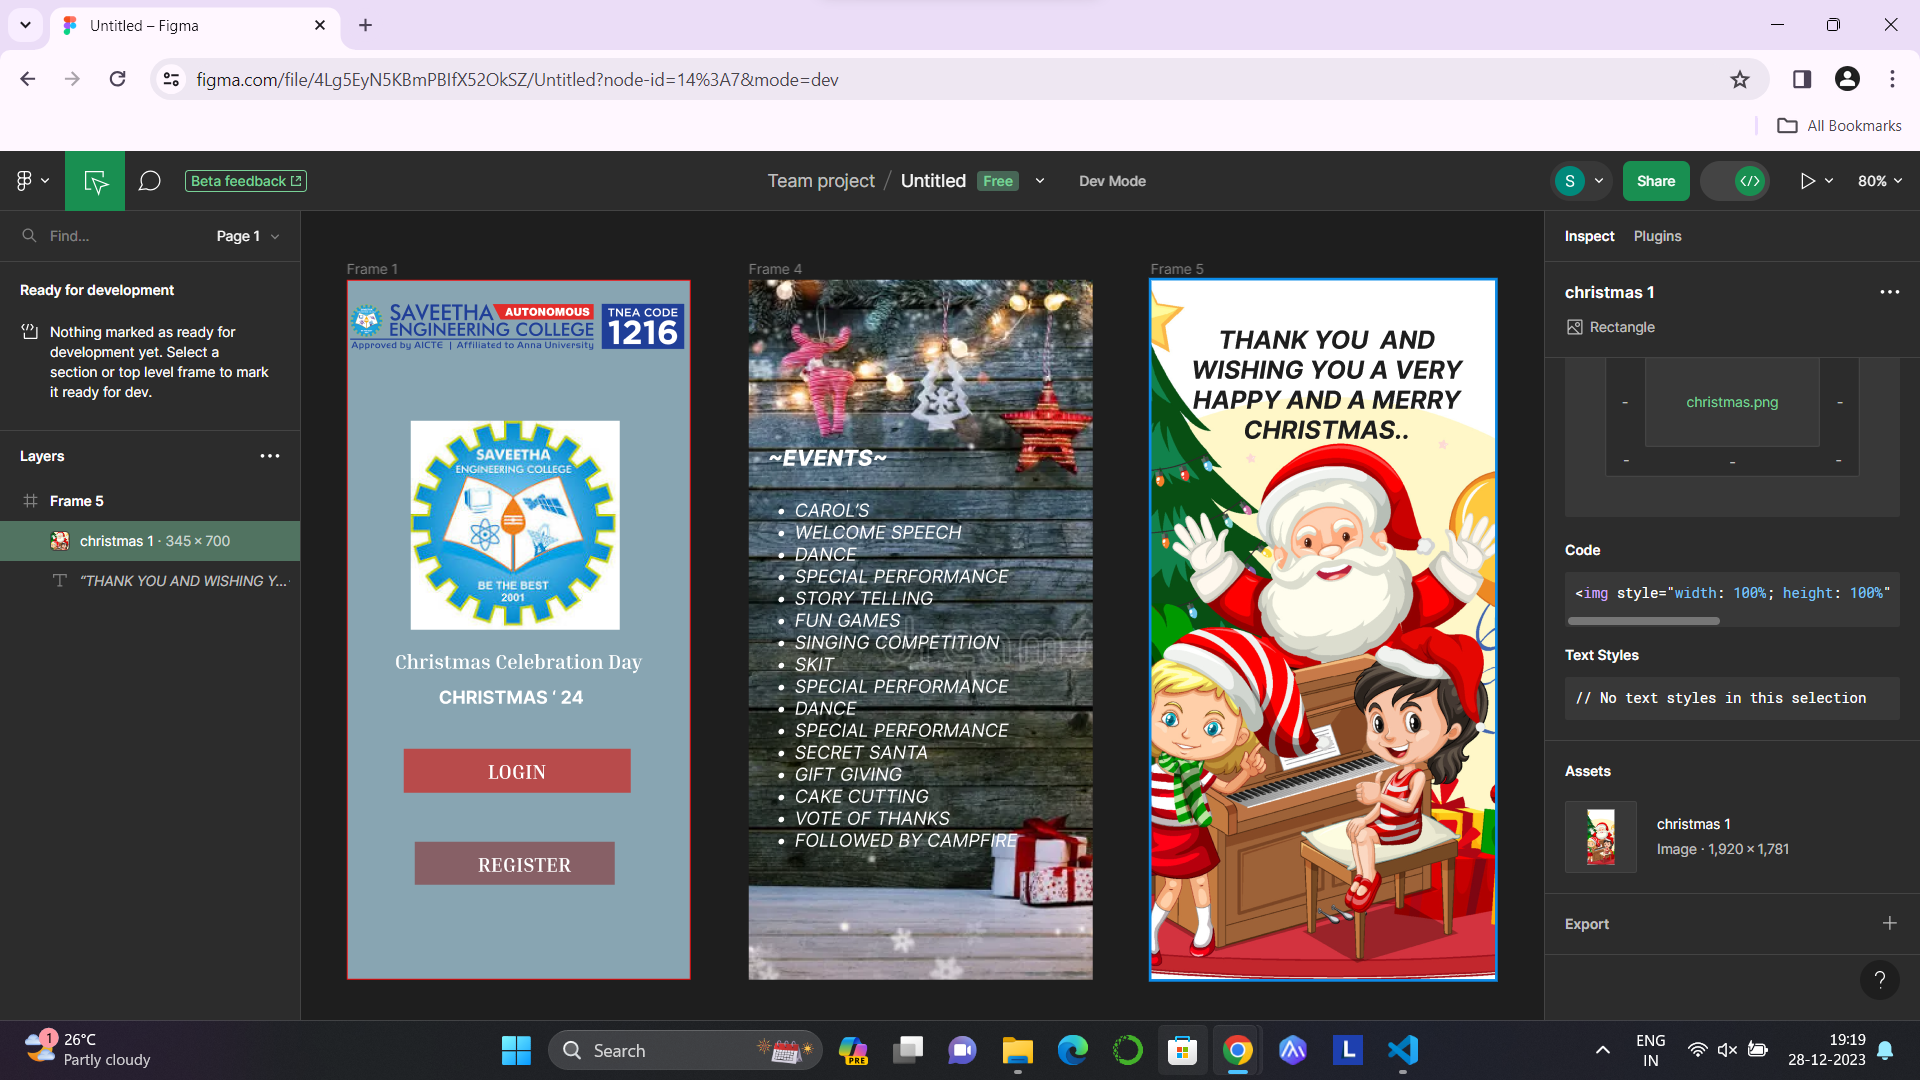 Untitled – Figma
figma.com/file/4Lg5EyN5KBmPBIfX52OkSZ/Untitled?node-id=14%3A7&mode=dev
All Bookmarks
Beta feedback
Team project / Untitled Free
Dev Mode
S
Share
80%
Find...
Page 1
Ready for development
Nothing marked as ready for
development yet. Select a
section or top level frame to mark
it ready for dev.
Layers
Frame 5
christmas 1 · 345 × 700
"THANK YOU AND WISHING Y...
Frame 1
SAVEETHA AUTONOMOUS
ENGINEERING COLLEGE
Approved by AICTE | Affiliated to Anna University
TNEA CODE
1216
SAVEETHA
ENGINEERING COLLEGE
BE THE BEST
2001
Christmas Celebration Day
CHRISTMAS ‘ 24
LOGIN
REGISTER
Frame 4
~EVENTS~
• CAROL'S
• WELCOME SPEECH
• DANCE
• SPECIAL PERFORMANCE
• STORY TELLING
• FUN GAMES
• SINGING COMPETITION
• SKIT
• SPECIAL PERFORMANCE
• DANCE
• SPECIAL PERFORMANCE
• SECRET SANTA
• GIFT GIVING
• CAKE CUTTING
• VOTE OF THANKS
• FOLLOWED BY CAMPFIRE
Frame 5
THANK YOU AND
WISHING YOU A VERY
HAPPY AND A MERRY
CHRISTMAS..
Inspect Plugins
christmas 1
Rectangle
christmas.png
Code
<img style="width: 100%; height: 100%"
Text Styles
// No text styles in this selection
Assets
christmas 1
Image · 1,920 × 1,781
Export
?
1
26°C
Partly cloudy
Search
PRE
L
ENG
IN
19:19
28-12-2023